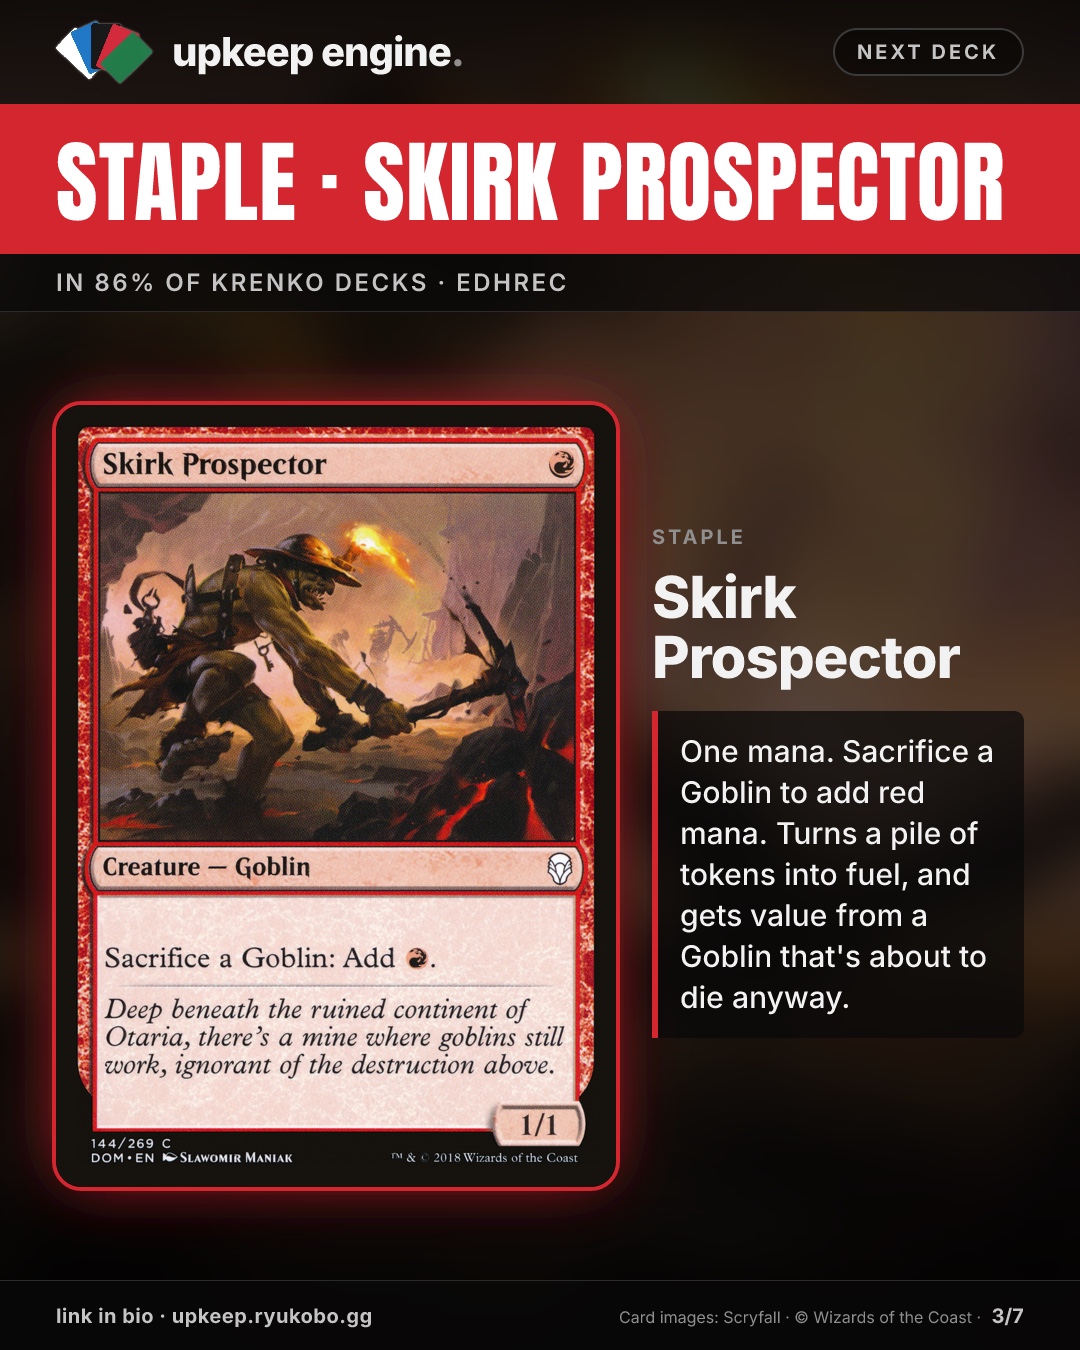 upkeep engine.
NEXT DECK
STAPLE · SKIRK PROSPECTOR
IN 86% OF KRENKO DECKS · EDHREC
Skirk Prospector
Creature — Goblin
Sacrifice a Goblin: Add .
Deep beneath the ruined continent of
Otaria, there's a mine where goblins still
work, ignorant of the destruction above.
1/1
144/269 C
DOM • EN SLAWOMIR MANIAK
™ & © 2018 Wizards of the Coast
STAPLE
Skirk
Prospector
One mana. Sacrifice a
Goblin to add red
mana. Turns a pile of
tokens into fuel, and
gets value from a
Goblin that's about to
die anyway.
link in bio · upkeep.ryukobo.gg
Card images: Scryfall · © Wizards of the Coast · 3/7